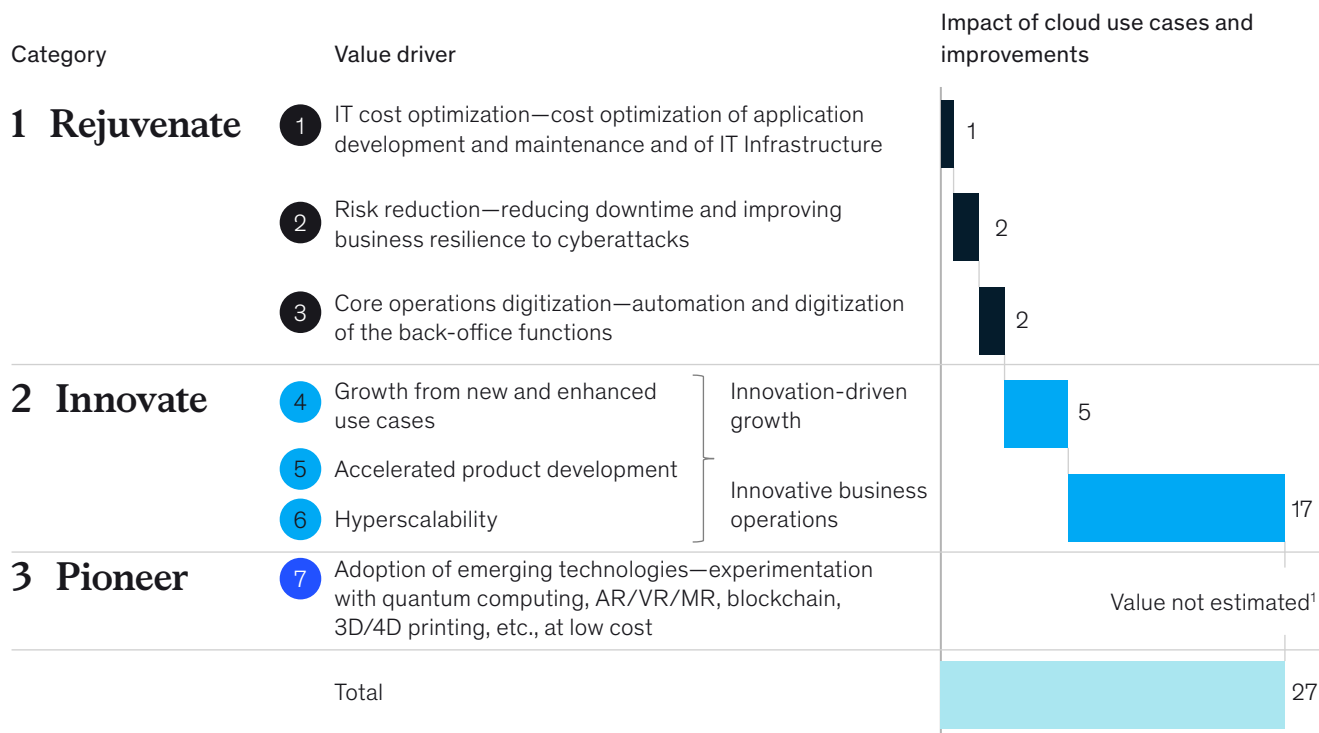 Category
Value driver
Impact of cloud use cases and
improvements
1 Rejuvenate
1
IT cost optimization—cost optimization of application
development and maintenance and of IT Infrastructure
1
2
Risk reduction—reducing downtime and improving
business resilience to cyberattacks
2
3
Core operations digitization—automation and digitization
of the back-office functions
2
2 Innovate
4
Growth from new and enhanced
use cases
Innovation-driven
growth
5
5
Accelerated product development
6
Hyperscalability
Innovative business
operations
17
3 Pioneer
7
Adoption of emerging technologies—experimentation
with quantum computing, AR/VR/MR, blockchain,
3D/4D printing, etc., at low cost
Value not estimated¹
Total
27